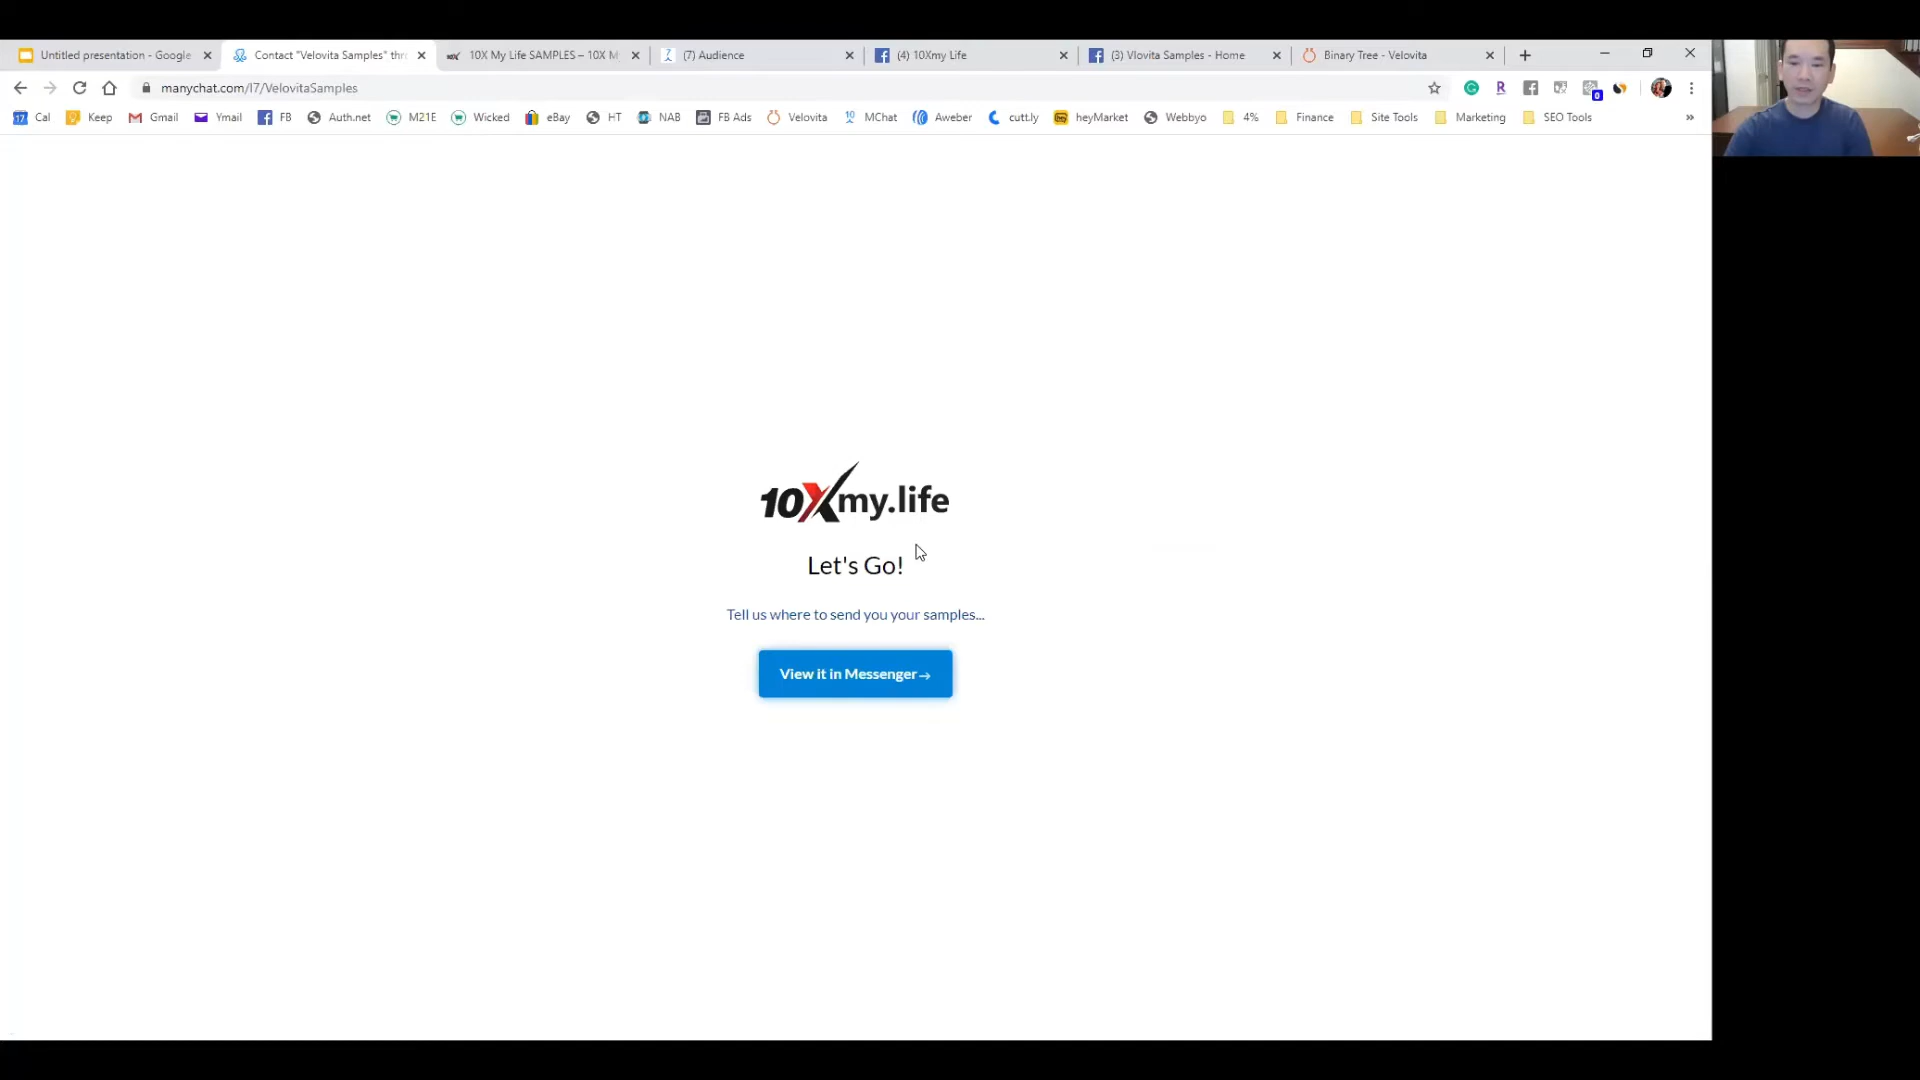 Untitled presentation - Google
Contact "Velovita Samples" thr
10X My Life SAMPLES – 10X M
(7) Audience
(4) 10Xmy Life
(3) Vlovita Samples - Home
Binary Tree - Velovita
manychat.com/l7/VelovitaSamples
17 Cal
Keep
Gmail
Ymail
FB
Auth.net
M21E
Wicked
eBay
HT
NAB
FB Ads
Velovita
MChat
Aweber
cutt.ly
heyMarket
Webbyo
4%
Finance
Site Tools
Marketing
SEO Tools
»
10Xmy.life
Let's Go!
Tell us where to send you your samples...
View it in Messenger→